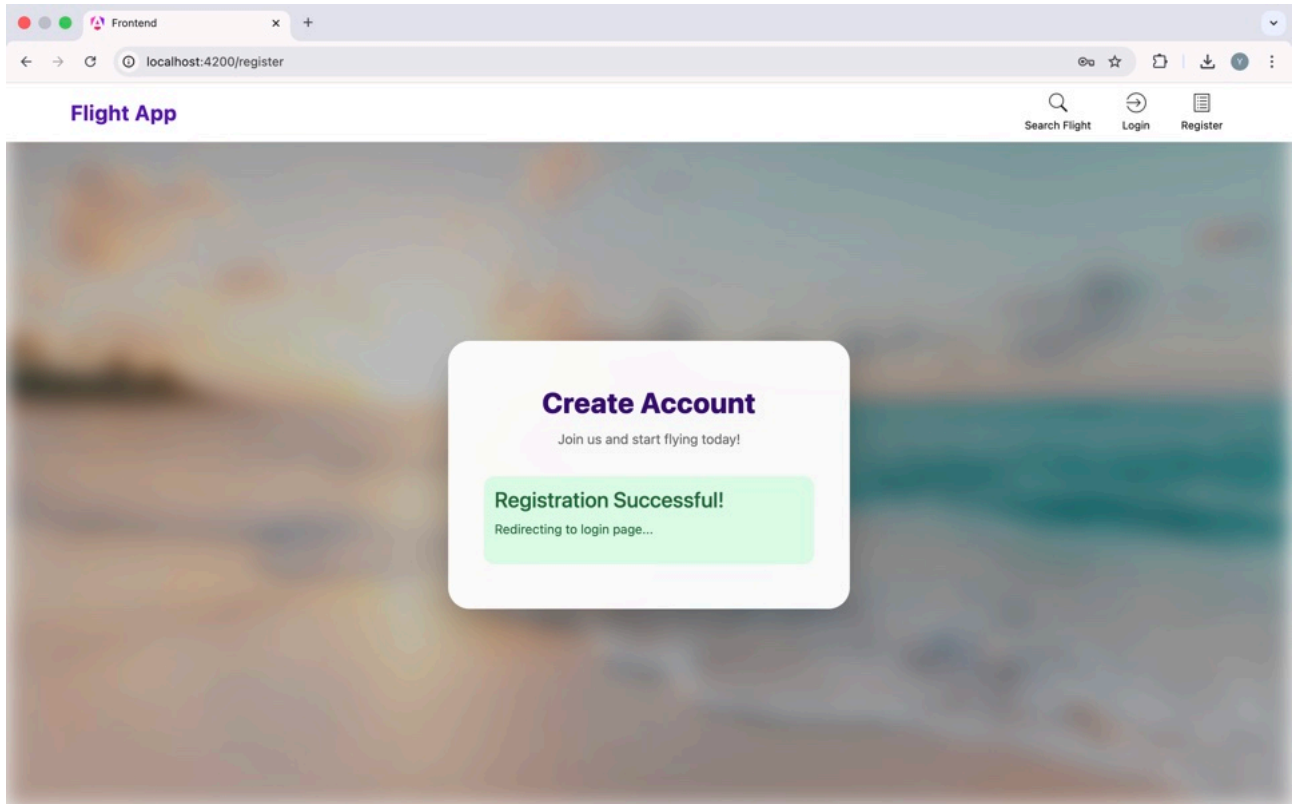 Frontend
localhost:4200/register
Y
Flight App
Search Flight
Login
Register
Create Account
Join us and start flying today!
Registration Successful!
Redirecting to login page...